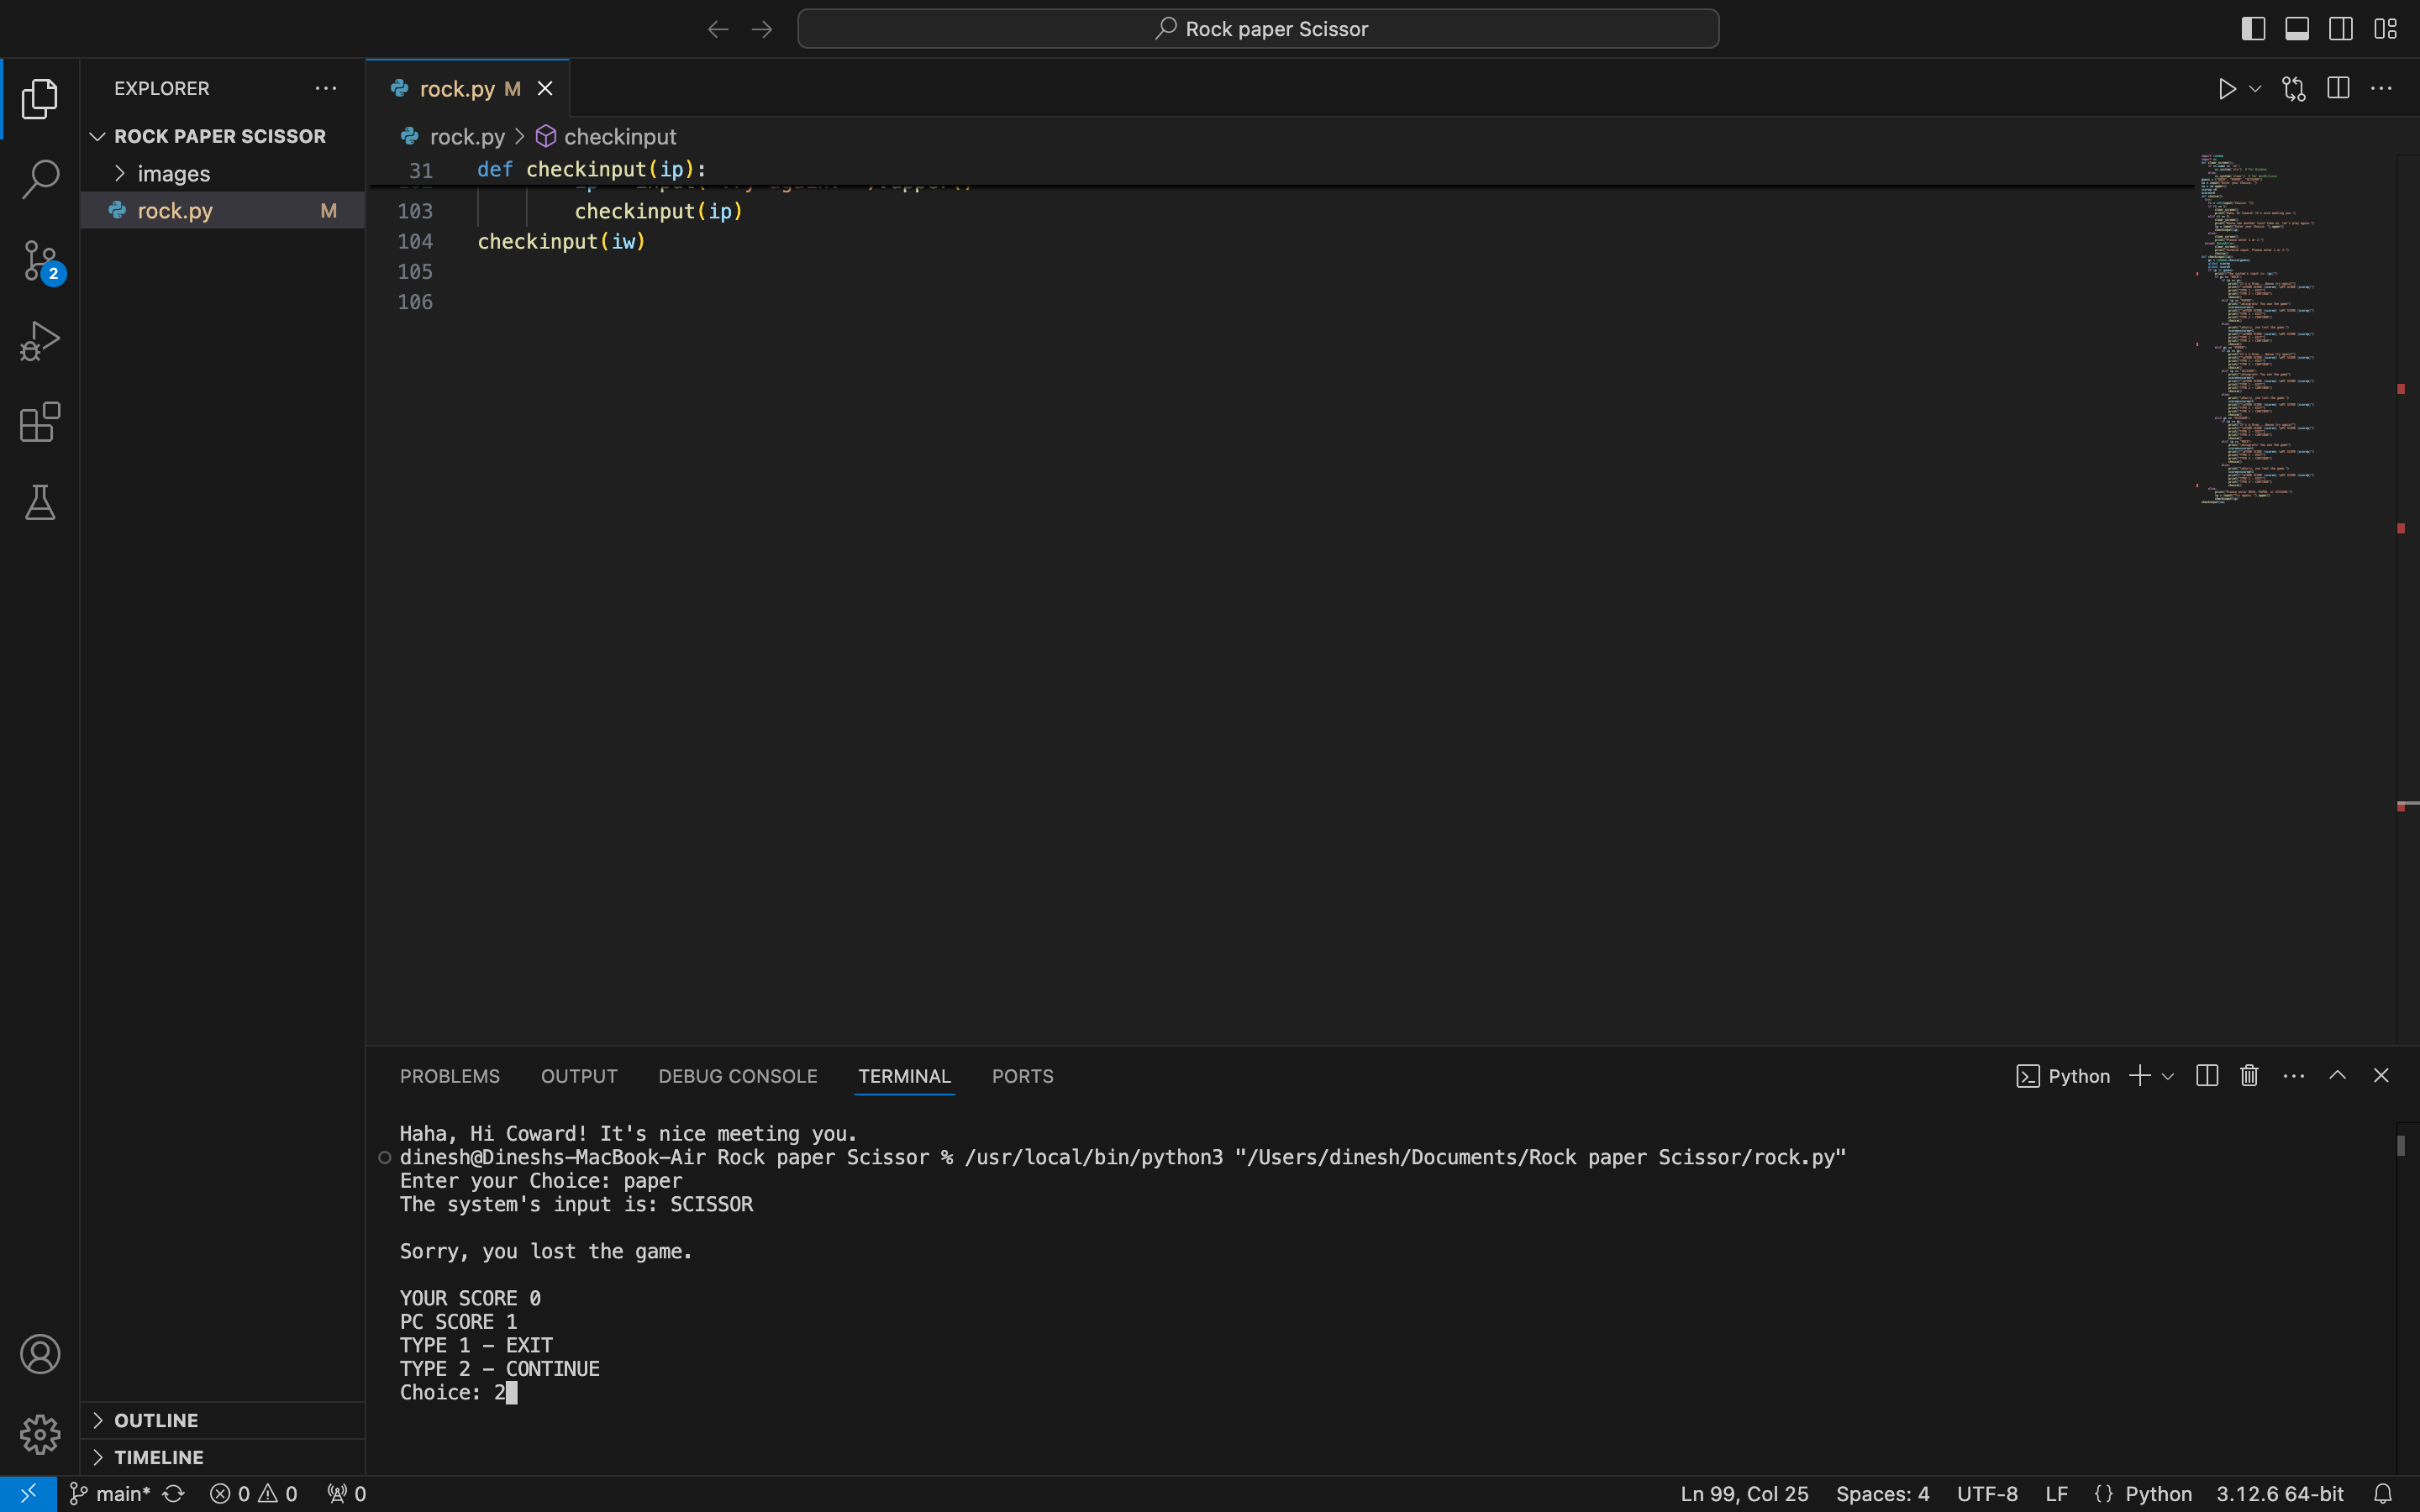 Rock paper Scissor
EXPLORER
ROCK PAPER SCISSOR
images
rock.py M
2
rock.py M
rock.py > checkinput
31 def checkinput(ip):
103 checkinput(ip)
104 checkinput(iw)
105
106
PROBLEMS OUTPUT DEBUG CONSOLE TERMINAL PORTS
Python
Haha, Hi Coward! It's nice meeting you.
dinesh@Dineshs-MacBook-Air Rock paper Scissor % /usr/local/bin/python3 "/Users/dinesh/Documents/Rock paper Scissor/rock.py"
Enter your Choice: paper
The system's input is: SCISSOR
Sorry, you lost the game.
YOUR SCORE 0
PC SCORE 1
TYPE 1 - EXIT
TYPE 2 - CONTINUE
Choice: 2
OUTLINE
TIMELINE
main* 0 0 0
Ln 99, Col 25 Spaces: 4 UTF-8 LF {} Python 3.12.6 64-bit